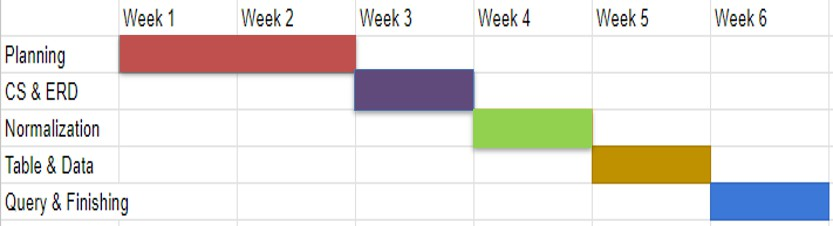 Week 1 Week 2 Week 3 Week 4 Week 5 Week 6
Planning
CS & ERD
Normalization
Table & Data
Query & Finishing